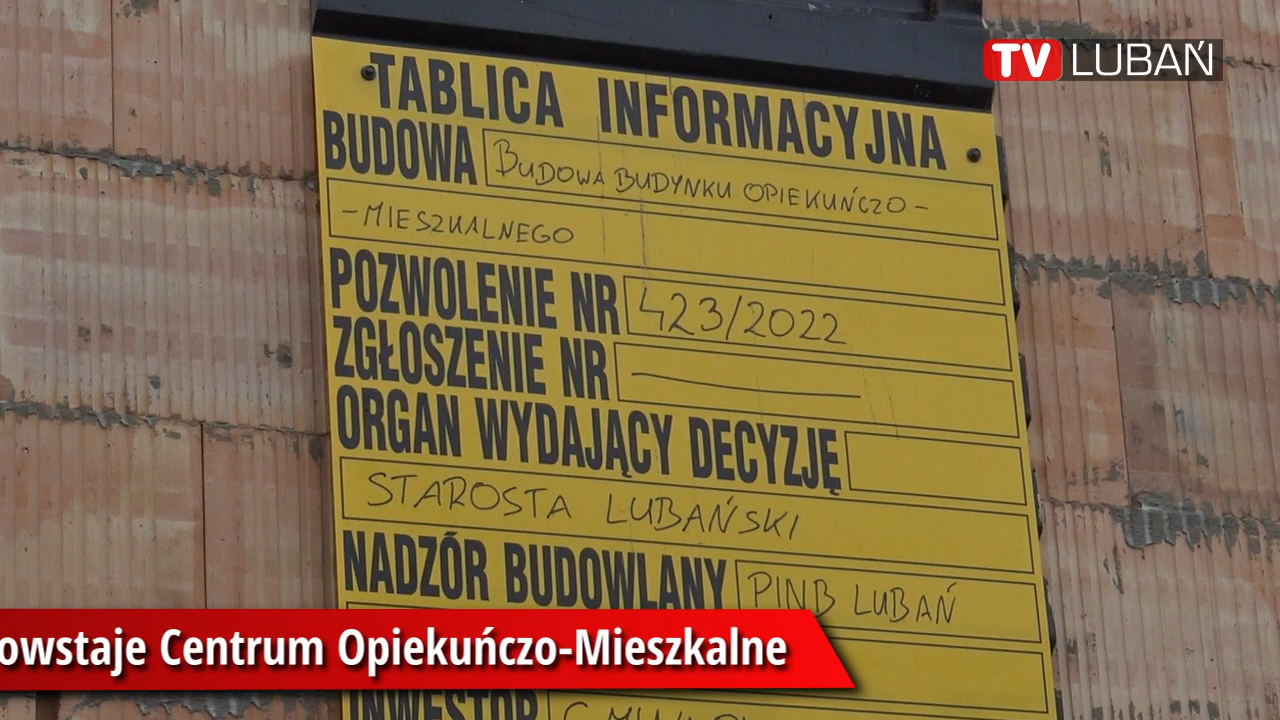 TV LUBAŃ
TABLICA INFORMACYJNA
BUDOWA BUDOWA BUDYNKU OPIEKUŃCZO-
-MIESZKALNEGO
POZWOLENIE NR 423/2022
ZGŁOSZENIE NR
ORGAN WYDAJĄCY DECYZJĘ
STAROSTA LUBAŃSKI
NADZÓR BUDOWLANY PINB LUBAŃ
owstaje Centrum Opiekuńczo-Mieszkalne
INWESTOR